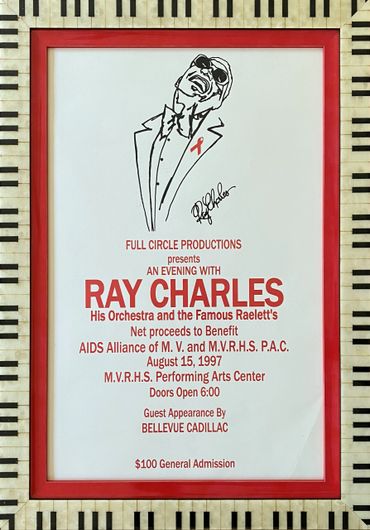 Ray Charles
FULL CIRCLE PRODUCTIONS
presents
AN EVENING WITH
RAY CHARLES
His Orchestra and the Famous Raelett's
Net proceeds to Benefit
AIDS Alliance of M. V. and M.V.R.H.S. P.A.C.
August 15, 1997
M.V.R.H.S. Performing Arts Center
Doors Open 6:00
Guest Appearance By
BELLEVUE CADILLAC
$100 General Admission